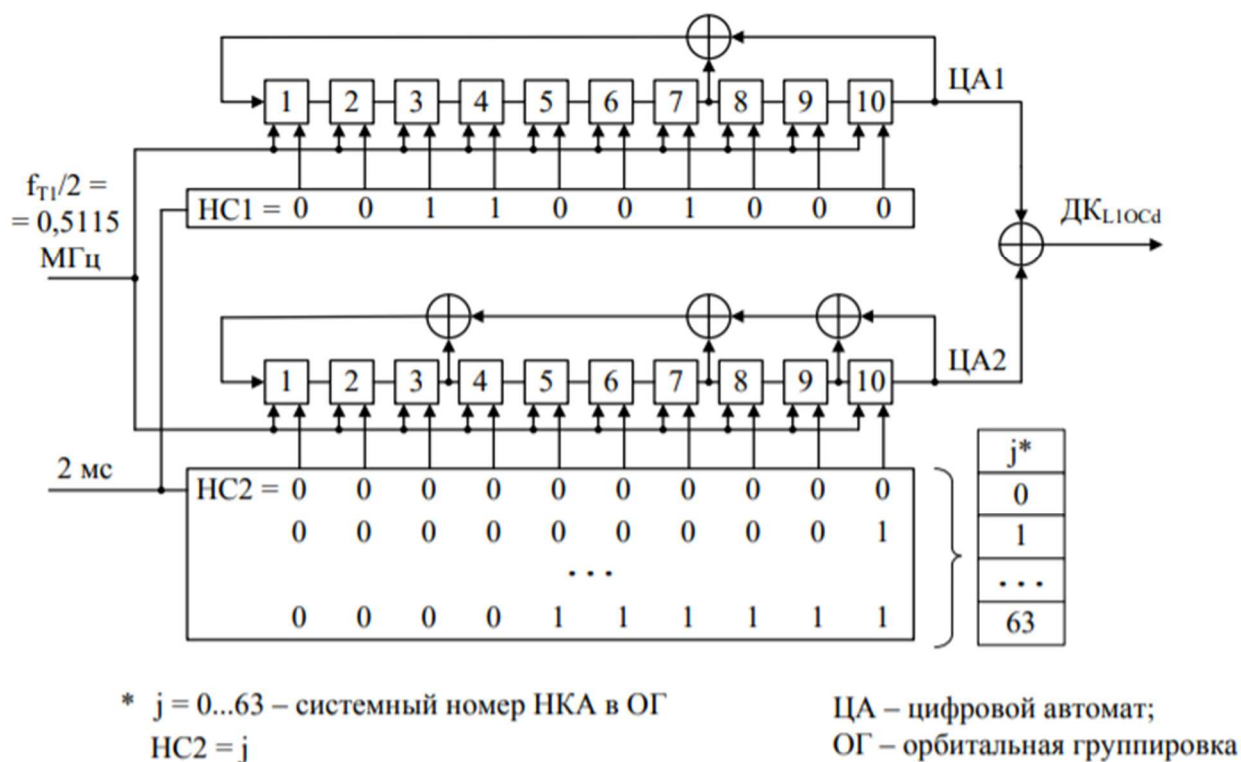 ЦА1
1 2 3 4 5 6 7 8 9 10
f_T1/2 =
= 0,5115
МГц
НС1 = 0 0 1 1 0 0 1 0 0 0
ДК_L1OCd
ЦА2
1 2 3 4 5 6 7 8 9 10
2 мс
НС2 = 0 0 0 0 0 0 0 0 0 0
0 0 0 0 0 0 0 0 0 1
...
0 0 0 0 1 1 1 1 1 1
j*
0
1
...
63
* j = 0...63 – системный номер НКА в ОГ
НС2 = j
ЦА – цифровой автомат;
ОГ – орбитальная группировка